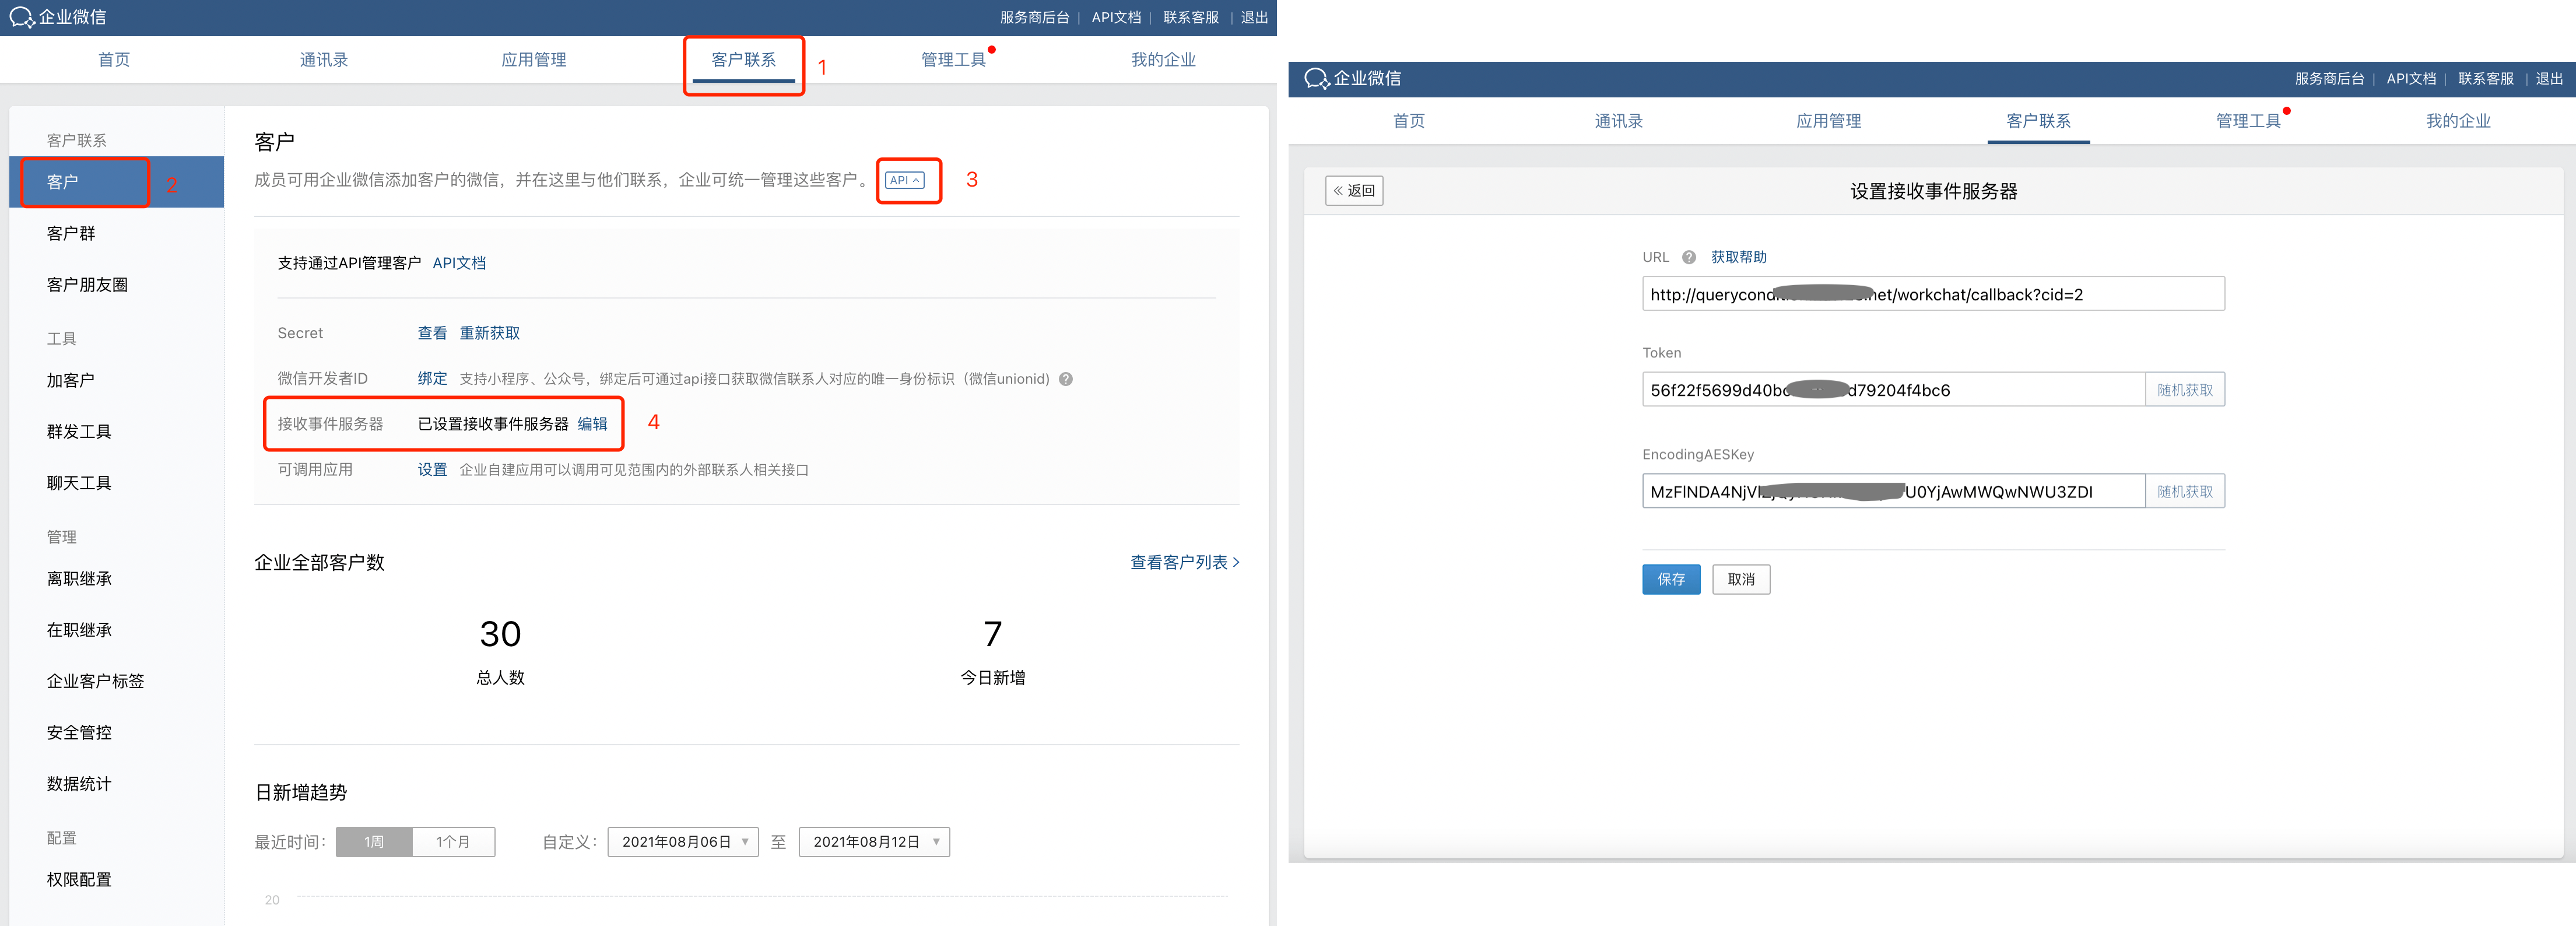 企业微信
服务商后台 | API文档 | 联系客服 | 退出
首页 通讯录 应用管理 客户联系 1 管理工具 我的企业
客户联系
客户 2
客户群
客户朋友圈
工具
加客户
群发工具
聊天工具
管理
离职继承
在职继承
企业客户标签
安全管控
数据统计
配置
权限配置
客户
成员可用企业微信添加客户的微信，并在这里与他们联系，企业可统一管理这些客户。 API 3
支持通过API管理客户 API文档
Secret 查看 重新获取
微信开发者ID 绑定 支持小程序、公众号，绑定后可通过api接口获取微信联系人对应的唯一身份标识（微信unionid） ?
接收事件服务器 已设置接收事件服务器 编辑 4
可调用应用 设置 企业自建应用可以调用可见范围内的外部联系人相关接口
企业全部客户数 查看客户列表 >
30 7
总人数 今日新增
日新增趋势
最近时间： 1周 1个月 自定义： 2021年08月06日 至 2021年08月12日
20
企业微信
服务商后台 | API文档 | 联系客服 | 退出
首页 通讯录 应用管理 客户联系 管理工具 我的企业
« 返回 设置接收事件服务器
URL ? 获取帮助
http://querycondit net/workchat/callback?cid=2
Token
56f22f5699d40b d79204f4bc6 随机获取
EncodingAESKey
MzFlNDA4NjV U0YjAwMWQwNWU3ZDI 随机获取
保存 取消